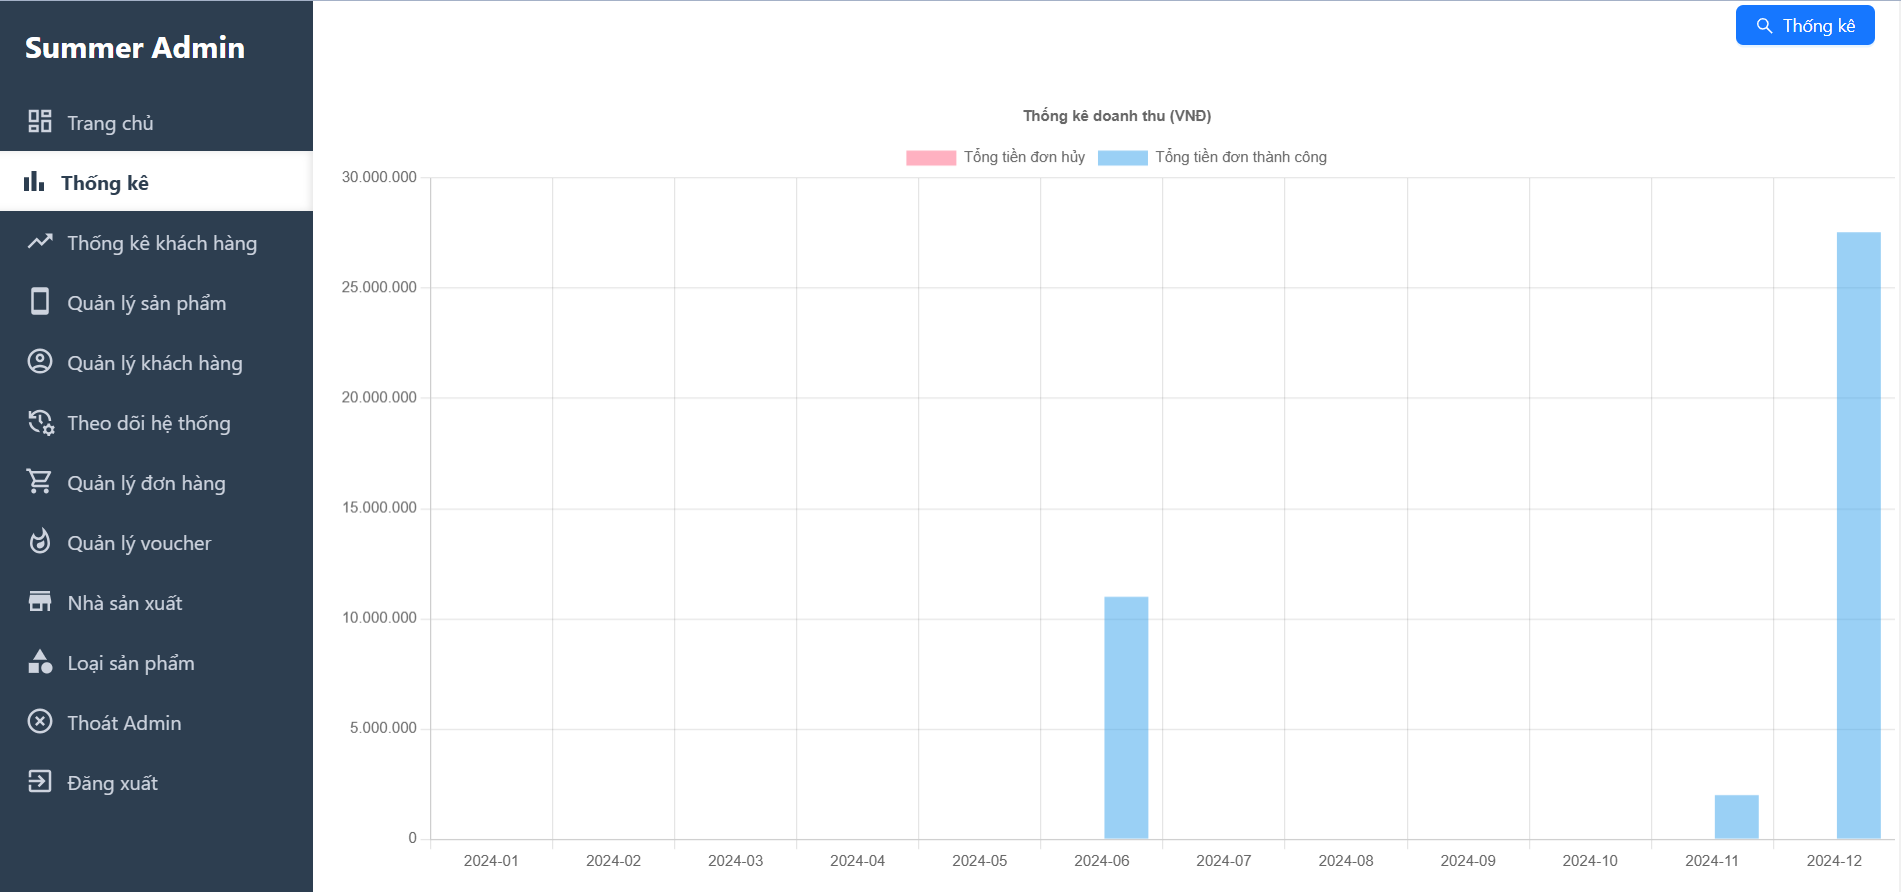 Summer Admin
Trang chủ
Thống kê
Thống kê khách hàng
Quản lý sản phẩm
Quản lý khách hàng
Theo dõi hệ thống
Quản lý đơn hàng
Quản lý voucher
Nhà sản xuất
Loại sản phẩm
Thoát Admin
Đăng xuất
Thống kê
Thống kê doanh thu (VNĐ)
Tổng tiền đơn hủy Tổng tiền đơn thành công
30.000.000
25.000.000
20.000.000
15.000.000
10.000.000
5.000.000
0
2024-01 2024-02 2024-03 2024-04 2024-05 2024-06 2024-07 2024-08 2024-09 2024-10 2024-11 2024-12